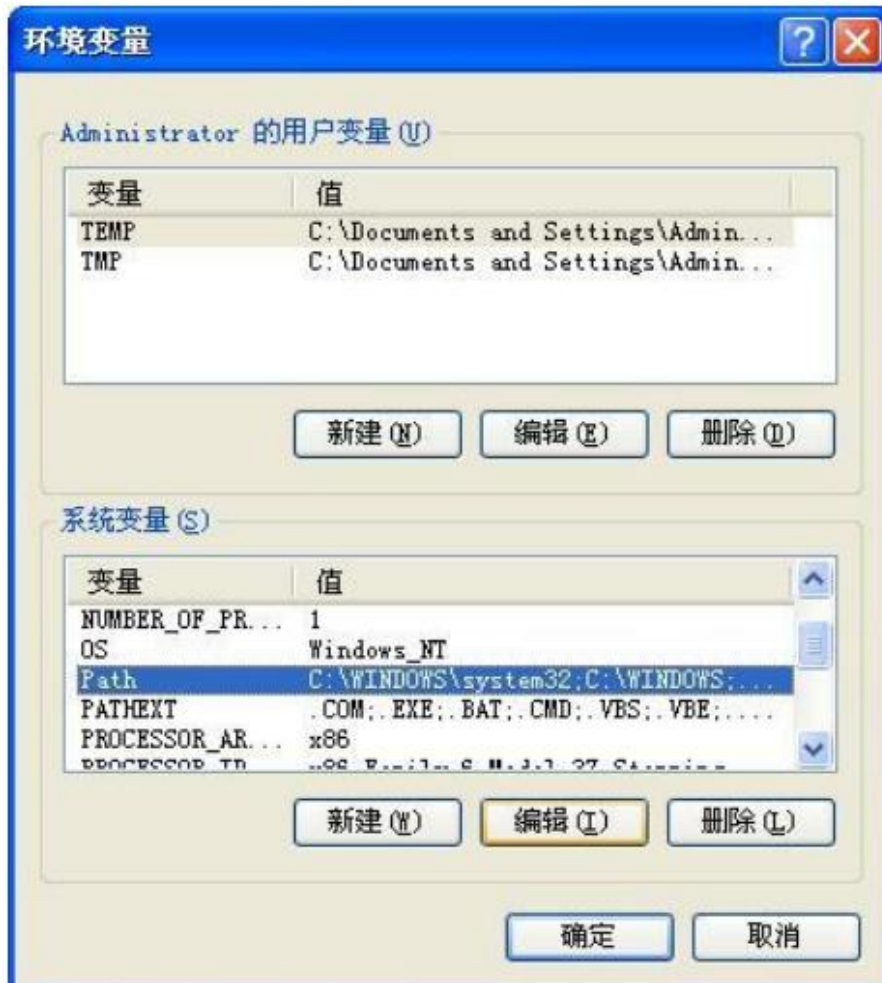 环境变量
Administrator 的用户变量(U)
变量 值
TEMP C:\Documents and Settings\Admin...
TMP C:\Documents and Settings\Admin...
新建(N) 编辑(E) 删除(D)
系统变量(S)
变量 值
NUMBER_OF_PR... 1
OS Windows_NT
Path C:\WINDOWS\system32;C:\WINDOWS;...
PATHEXT .COM;.EXE;.BAT;.CMD;.VBS;.VBE;....
PROCESSOR_AR... x86
新建(W) 编辑(I) 删除(L)
确定 取消